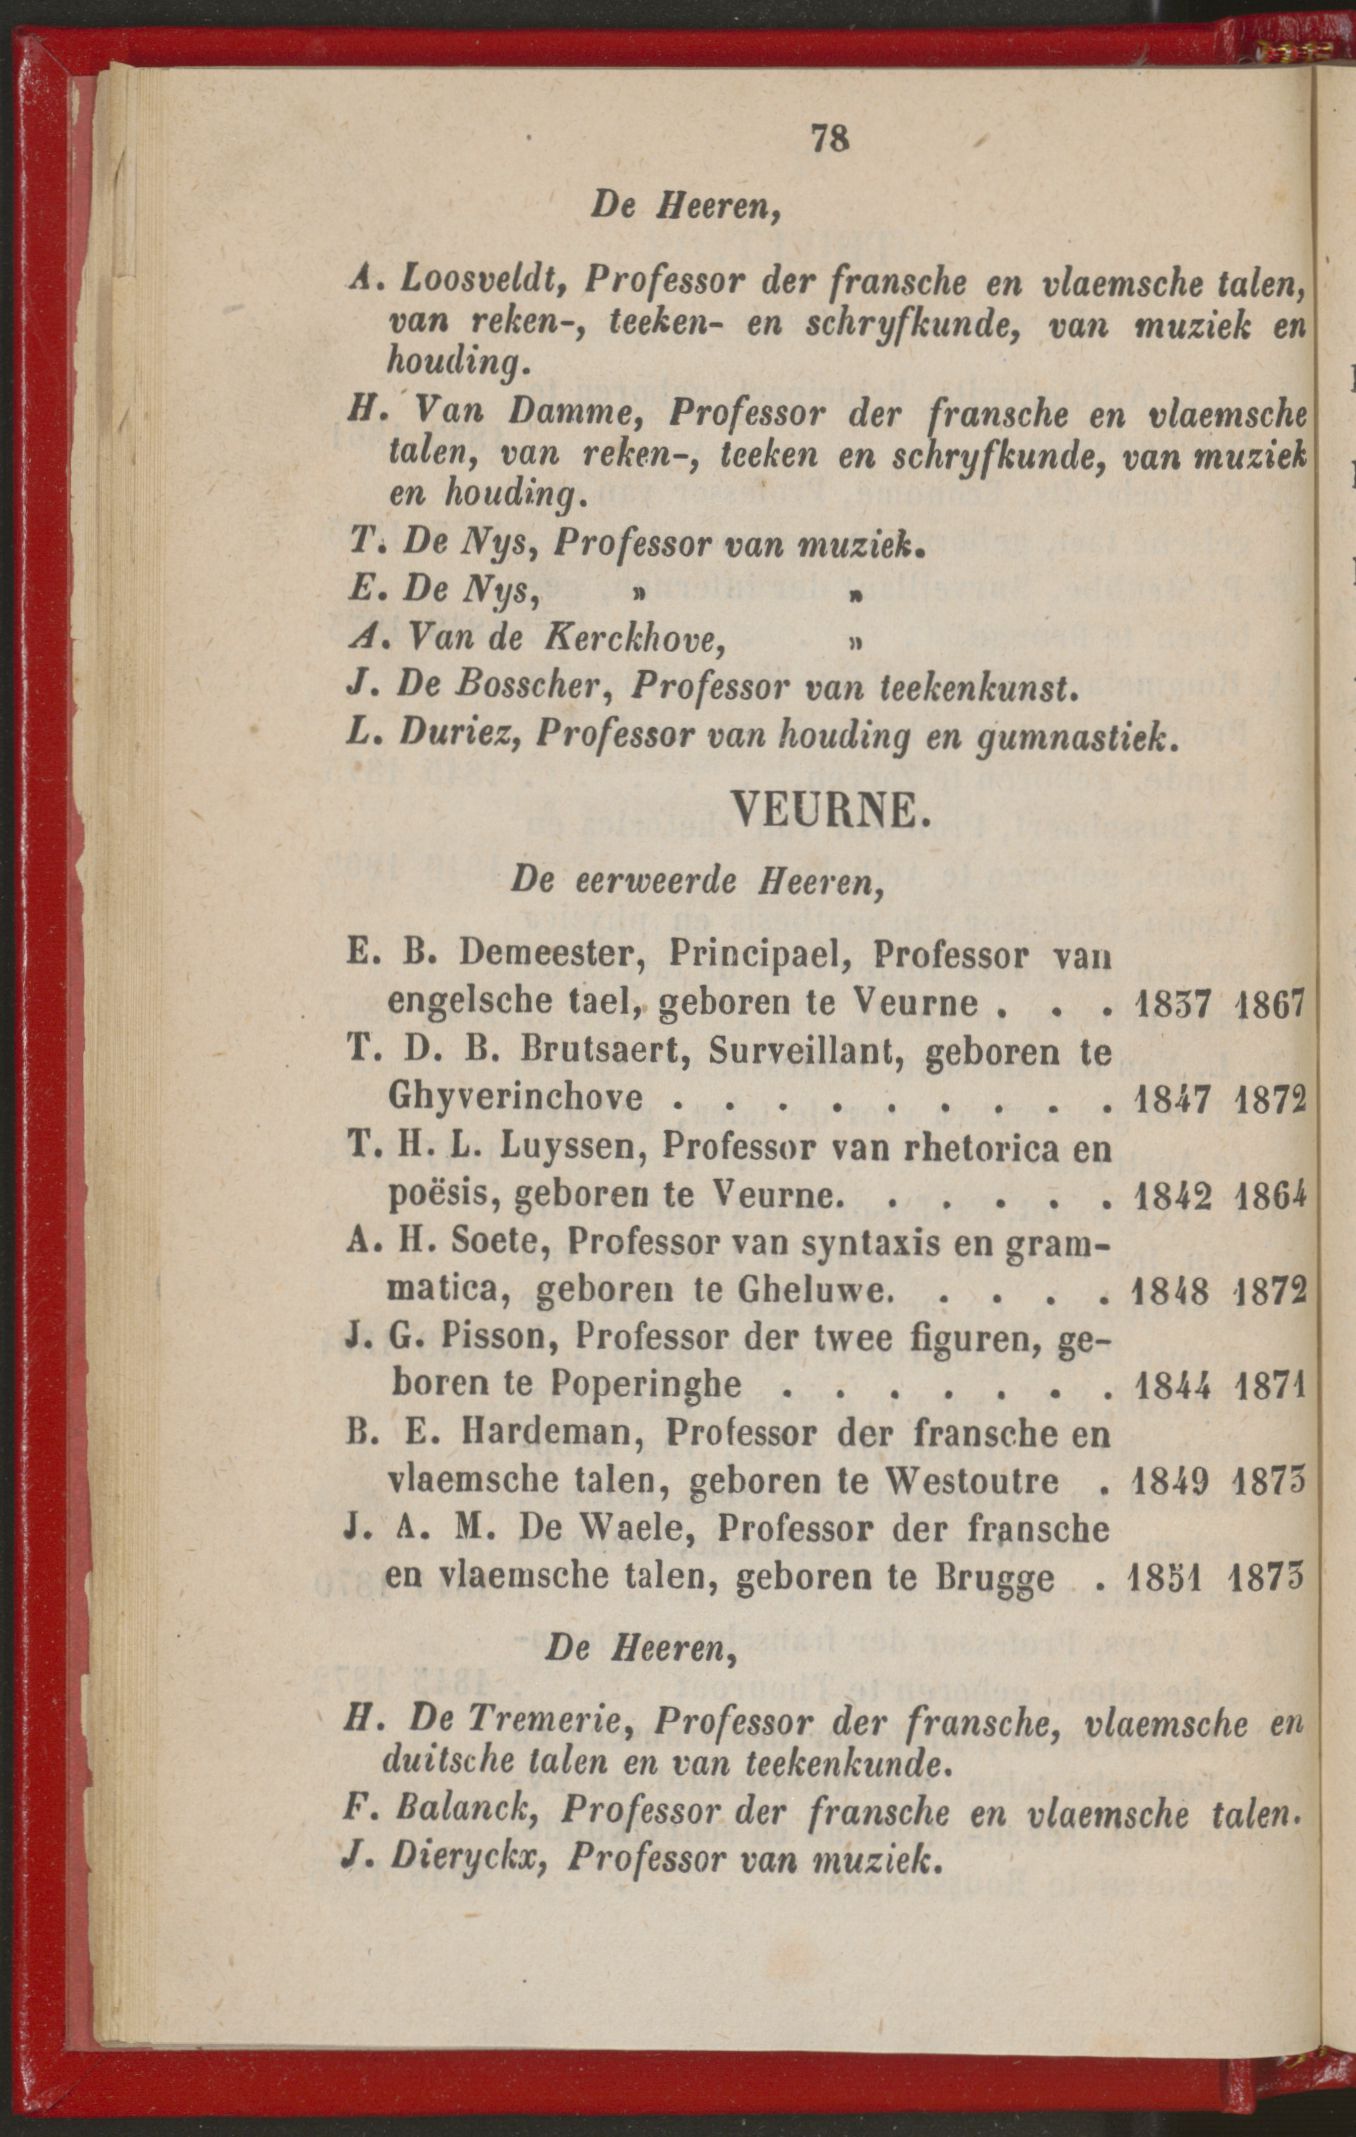 78
De Heeren,
A. Loosveldt, Professor der fransche en vlaemsche talen,
van reken-, teeken- en schryfkunde, van muziek en
houding.
H. Van Damme, Professor der fransche en vlaemsche
talen, van reken-, teeken en schryfkunde, van muziek
en houding.
T. De Nys, Professor van muziek.
E. De Nys, » »
A. Van de Kerckhove, »
J. De Bosscher, Professor van teekenkunst.
L. Duriez, Professor van houding en gumnastiek.
VEURNE.
De eerweerde Heeren,
E. B. Demeester, Principael, Professor van
engelsche tael, geboren te Veurne . . . 1837 1867
T. D. B. Brutsaert, Surveillant, geboren te
Ghyverinchove . . . . . . . . . 1847 1872
T. H. L. Luyssen, Professor van rhetorica en
poësis, geboren te Veurne. . . . . . 1842 1864
A. H. Soete, Professor van syntaxis en gram-
matica, geboren te Gheluwe. . . . . 1848 1872
J. G. Pisson, Professor der twee figuren, ge-
boren te Poperinghe . . . . . . . 1844 1871
B. E. Hardeman, Professor der fransche en
vlaemsche talen, geboren te Westoutre . 1849 1873
J. A. M. De Waele, Professor der fransche
en vlaemsche talen, geboren te Brugge . 1851 1873
De Heeren,
H. De Tremerie, Professor der fransche, vlaemsche en
duitsche talen en van teekenkunde.
F. Balanck, Professor der fransche en vlaemsche talen.
J. Dieryckx, Professor van muziek.